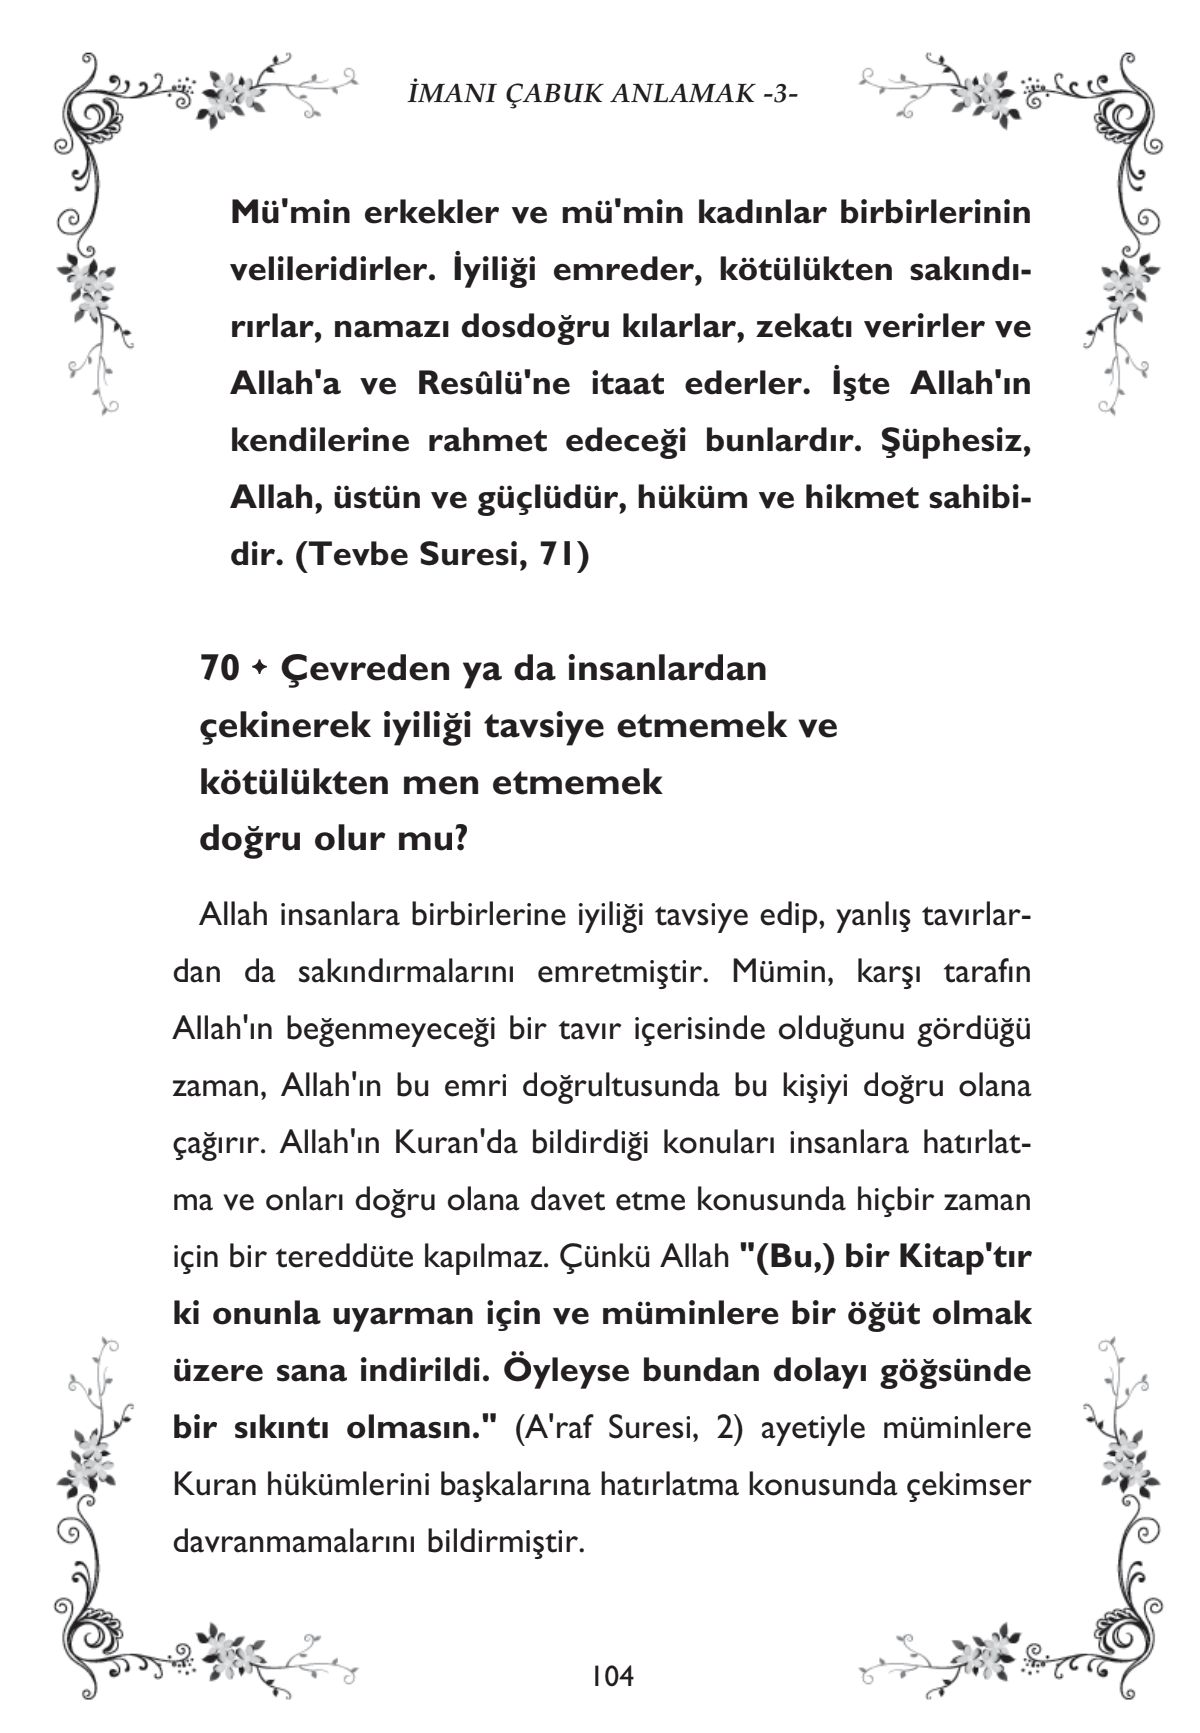 İMANI ÇABUK ANLAMAK -3-
Mü'min erkekler ve mü'min kadınlar birbirlerinin
velileridirler. İyiliği emreder, kötülükten sakındı-
rırlar, namazı dosdoğru kılarlar, zekatı verirler ve
Allah'a ve Resûlü'ne itaat ederler. İşte Allah'ın
kendilerine rahmet edeceği bunlardır. Şüphesiz,
Allah, üstün ve güçlüdür, hüküm ve hikmet sahibi-
dir. (Tevbe Suresi, 71)
70 ✦ Çevreden ya da insanlardan
çekinerek iyiliği tavsiye etmemek ve
kötülükten men etmemek
doğru olur mu?
Allah insanlara birbirlerine iyiliği tavsiye edip, yanlış tavırlar-
dan da sakındırmalarını emretmiştir. Mümin, karşı tarafın
Allah'ın beğenmeyeceği bir tavır içerisinde olduğunu gördüğü
zaman, Allah'ın bu emri doğrultusunda bu kişiyi doğru olana
çağırır. Allah'ın Kuran'da bildirdiği konuları insanlara hatırlat-
ma ve onları doğru olana davet etme konusunda hiçbir zaman
için bir tereddüte kapılmaz. Çünkü Allah "(Bu,) bir Kitap'tır
ki onunla uyarman için ve müminlere bir öğüt olmak
üzere sana indirildi. Öyleyse bundan dolayı göğsünde
bir sıkıntı olmasın." (A'raf Suresi, 2) ayetiyle müminlere
Kuran hükümlerini başkalarına hatırlatma konusunda çekimser
davranmamalarını bildirmiştir.
104